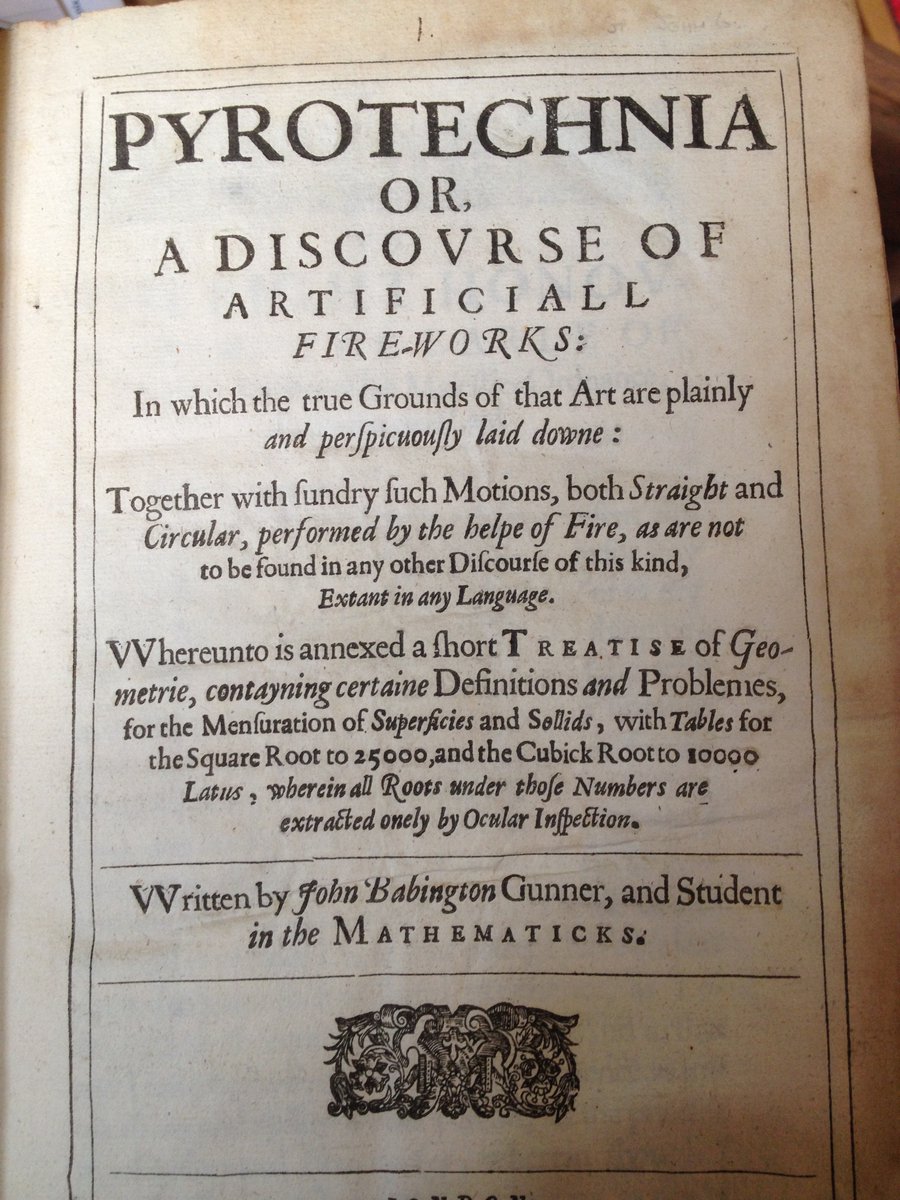 1.
PYROTECHNIA
OR,
A DISCOVRSE OF
ARTIFICIALL
FIRE-WORKS:
In which the true Grounds of that Art are plainly
and perſpicuouſly laid downe :
Together with ſundry ſuch Motions, both Straight and
Circular, performed by the helpe of Fire, as are not
to be found in any other Diſcourſe of this kind,
Extant in any Language.
VVhereunto is annexed a ſhort TREATISE of Geo-
metrie, contayning certaine Definitions and Problemes,
for the Menſuration of Superficies and Sollids, with Tables for
the Square Root to 25000, and the Cubick Root to 10000
Latus, wherein all Roots under thoſe Numbers are
extracted onely by Ocular Inſpection.
VVritten by John Babington Gunner, and Student
in the MATHEMATICKS.
LONDON